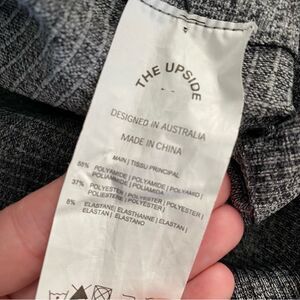 THE UPSIDE
DESIGNED IN AUSTRALIA
MADE IN CHINA
MAIN | TISSU PRINCIPAL
55% POLYAMIDE | POLYAMIDE | POLYAMID |
POLIAMMIDE | POLIAMIDA
37% POLYESTER | POLYESTER | POLYESTER |
POLIESTERE | POLYESTER |
8% ELASTANE | ELASTHANNE | ELASTAN |
ELASTAN | ELASTANO